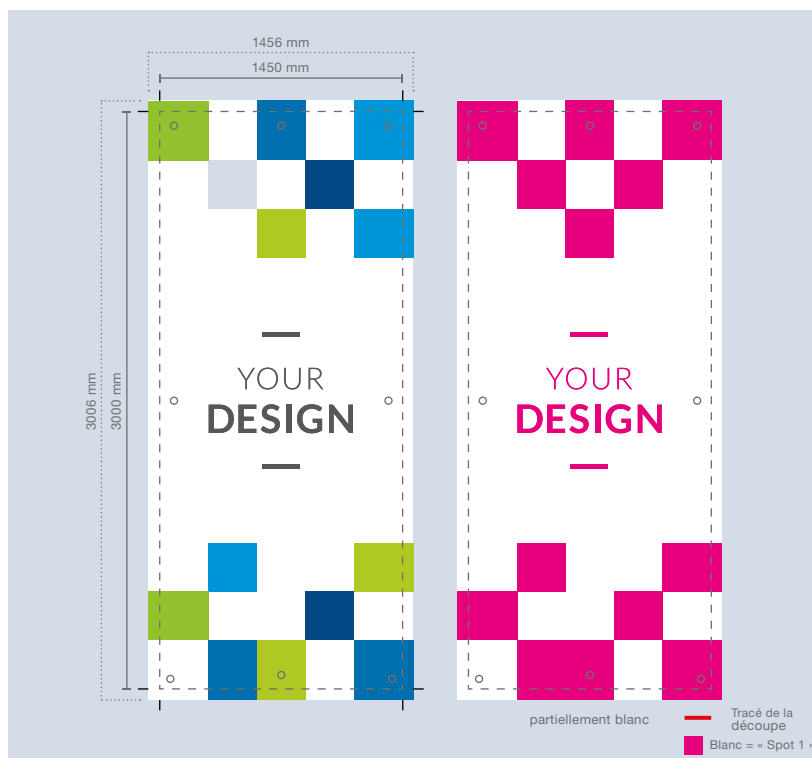 1456 mm
1450 mm
3006 mm
3000 mm
YOUR
DESIGN
YOUR
DESIGN
partiellement blanc
Tracé de la
découpe
Blanc = « Spot 1 »